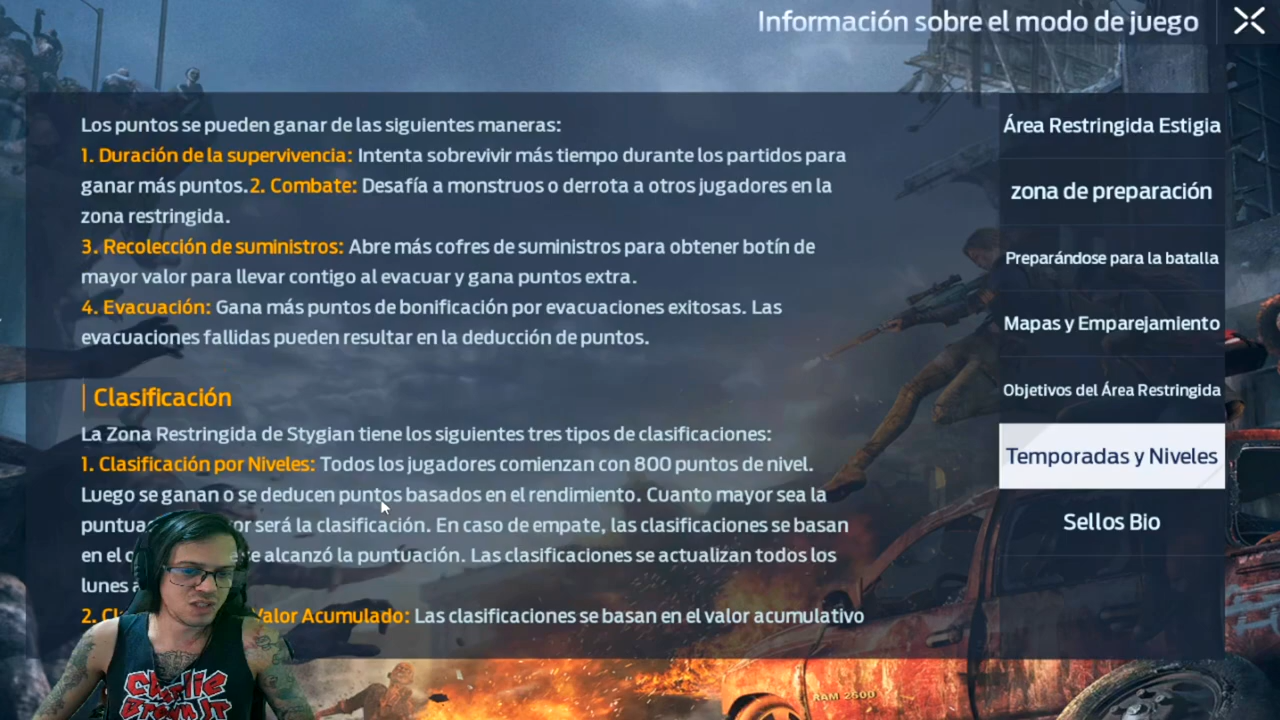 Información sobre el modo de juego
Los puntos se pueden ganar de las siguientes maneras:
1. Duración de la supervivencia: Intenta sobrevivir más tiempo durante los partidos para
ganar más puntos.2. Combate: Desafía a monstruos o derrota a otros jugadores en la
zona restringida.
3. Recolección de suministros: Abre más cofres de suministros para obtener botín de
mayor valor para llevar contigo al evacuar y gana puntos extra.
4. Evacuación: Gana más puntos de bonificación por evacuaciones exitosas. Las
evacuaciones fallidas pueden resultar en la deducción de puntos.
Clasificación
La Zona Restringida de Stygian tiene los siguientes tres tipos de clasificaciones:
1. Clasificación por Niveles: Todos los jugadores comienzan con 800 puntos de nivel.
Luego se ganan o se deducen puntos basados en el rendimiento. Cuanto mayor sea la
será la clasificación. En caso de empate, las clasificaciones se basan
en el alcanzó la puntuación. Las clasificaciones se actualizan todos los
lunes
2. Valor Acumulado: Las clasificaciones se basan en el valor acumulativo
Área Restringida Estigia
zona de preparación
Preparándose para la batalla
Mapas y Emparejamiento
Objetivos del Área Restringida
Temporadas y Niveles
Sellos Bio
Charlie
Brown Jr
RAM 2600